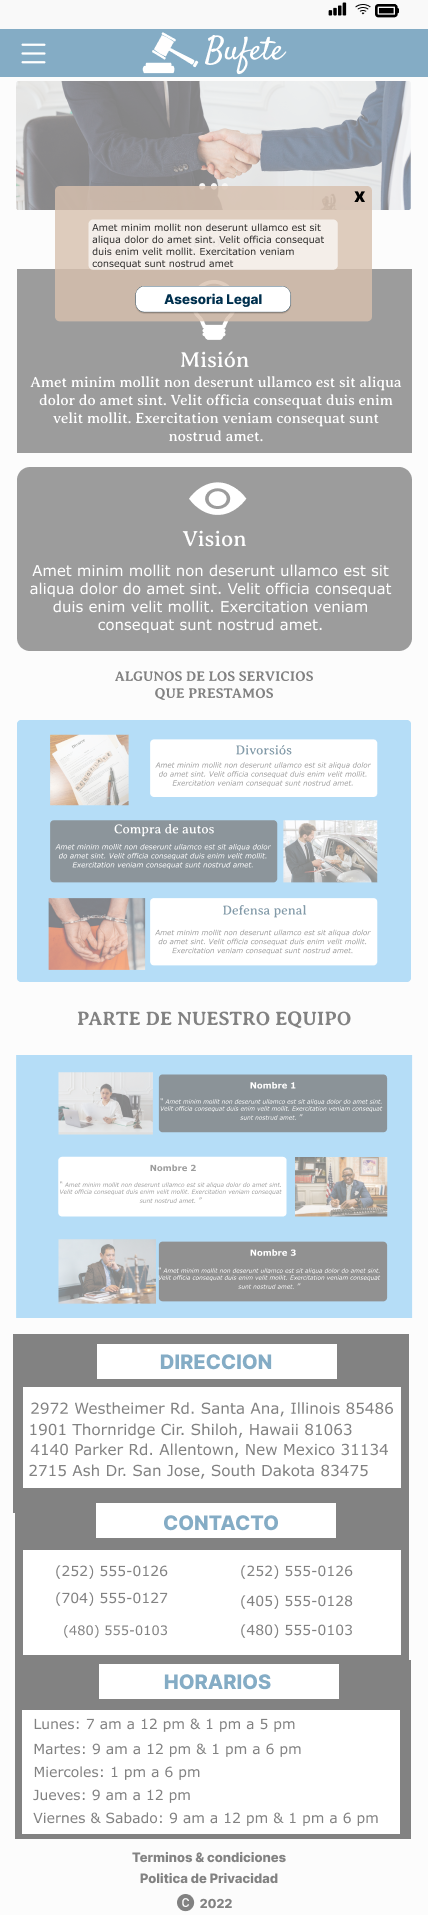 Bufete
X
Amet minim mollit non deserunt ullamco est sit
aliqua dolor do amet sint. Velit officia consequat
duis enim velit mollit. Exercitation veniam
consequat sunt nostrud amet
Asesoria Legal
Misión
Amet minim mollit non deserunt ullamco est sit aliqua
dolor do amet sint. Velit officia consequat duis enim
velit mollit. Exercitation veniam consequat sunt
nostrud amet.
Vision
Amet minim mollit non deserunt ullamco est sit
aliqua dolor do amet sint. Velit officia consequat
duis enim velit mollit. Exercitation veniam
consequat sunt nostrud amet.
ALGUNOS DE LOS SERVICIOS
QUE PRESTAMOS
Divorsiós
Amet minim mollit non deserunt ullamco est sit aliqua dolor
do amet sint. Velit officia consequat duis enim velit mollit.
Exercitation veniam consequat sunt nostrud amet.
Compra de autos
Amet minim mollit non deserunt ullamco est sit aliqua dolor
do amet sint. Velit officia consequat duis enim velit mollit.
Exercitation veniam consequat sunt nostrud amet.
Defensa penal
Amet minim mollit non deserunt ullamco est sit aliqua dolor
do amet sint. Velit officia consequat duis enim velit mollit.
Exercitation veniam consequat sunt nostrud amet.
PARTE DE NUESTRO EQUIPO
Nombre 1
" Amet minim mollit non deserunt ullamco est sit aliqua dolor do amet sint.
Velit officia consequat duis enim velit mollit. Exercitation veniam consequat
sunt nostrud amet. "
Nombre 2
" Amet minim mollit non deserunt ullamco est sit aliqua dolor do amet sint.
Velit officia consequat duis enim velit mollit. Exercitation veniam consequat
sunt nostrud amet. "
Nombre 3
" Amet minim mollit non deserunt ullamco est sit aliqua dolor do amet sint.
Velit officia consequat duis enim velit mollit. Exercitation veniam consequat
sunt nostrud amet. "
DIRECCION
2972 Westheimer Rd. Santa Ana, Illinois 85486
1901 Thornridge Cir. Shiloh, Hawaii 81063
4140 Parker Rd. Allentown, New Mexico 31134
2715 Ash Dr. San Jose, South Dakota 83475
CONTACTO
(252) 555-0126 (252) 555-0126
(704) 555-0127 (405) 555-0128
(480) 555-0103 (480) 555-0103
HORARIOS
Lunes: 7 am a 12 pm & 1 pm a 5 pm
Martes: 9 am a 12 pm & 1 pm a 6 pm
Miercoles: 1 pm a 6 pm
Jueves: 9 am a 12 pm
Viernes & Sabado: 9 am a 12 pm & 1 pm a 6 pm
Terminos & condiciones
Politica de Privacidad
© 2022